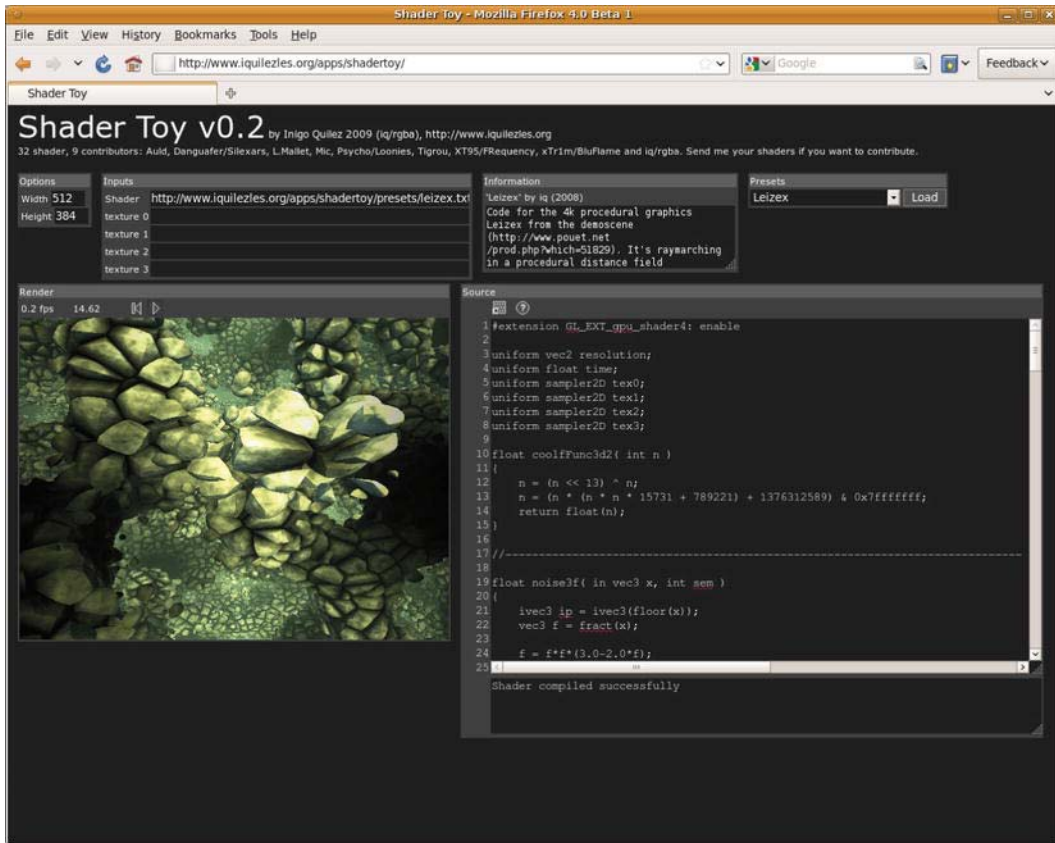 Shader Toy - Mozilla Firefox 4.0 Beta 1
File Edit View History Bookmarks Tools Help
http://www.iquilezles.org/apps/shadertoy/
Google
Feedback
Shader Toy
Shader Toy v0.2 by Inigo Quilez 2009 (iq/rgba), http://www.iquilezles.org
32 shader, 9 contributors: Auld, Danguafer/Silexars, L.Mallet, Mic, Psycho/Loonies, Tigrou, XT95/FRequency, xTr1m/BluFlame and iq/rgba. Send me your shaders if you want to contribute.
Options
Width 512
Height 384
Inputs
Shader http://www.iquilezles.org/apps/shadertoy/presets/leizex.txt
texture 0
texture 1
texture 2
texture 3
Information
'Leizex' by iq (2008)
Code for the 4k procedural graphics
Leizex from the demoscene
(http://www.pouet.net
/prod.php?which=51829). It's raymarching
in a procedural distance field
Presets
Leizex Load
Render
0.2 fps 14.62
Source
1 #extension GL_EXT_gpu_shader4: enable
2
3 uniform vec2 resolution;
4 uniform float time;
5 uniform sampler2D tex0;
6 uniform sampler2D tex1;
7 uniform sampler2D tex2;
8 uniform sampler2D tex3;
9
10 float coolfFunc3d2( int n )
11 {
12 n = (n << 13) ^ n;
13 n = (n * (n * n * 15731 + 789221) + 1376312589) & 0x7fffffff;
14 return float(n);
15 }
16
17 //------------------------------------------------------------------------------
18
19 float noise3f( in vec3 x, int sem )
20 {
21 ivec3 ip = ivec3(floor(x));
22 vec3 f = fract(x);
23
24 f = f*f*(3.0-2.0*f);
25
Shader compiled successfully